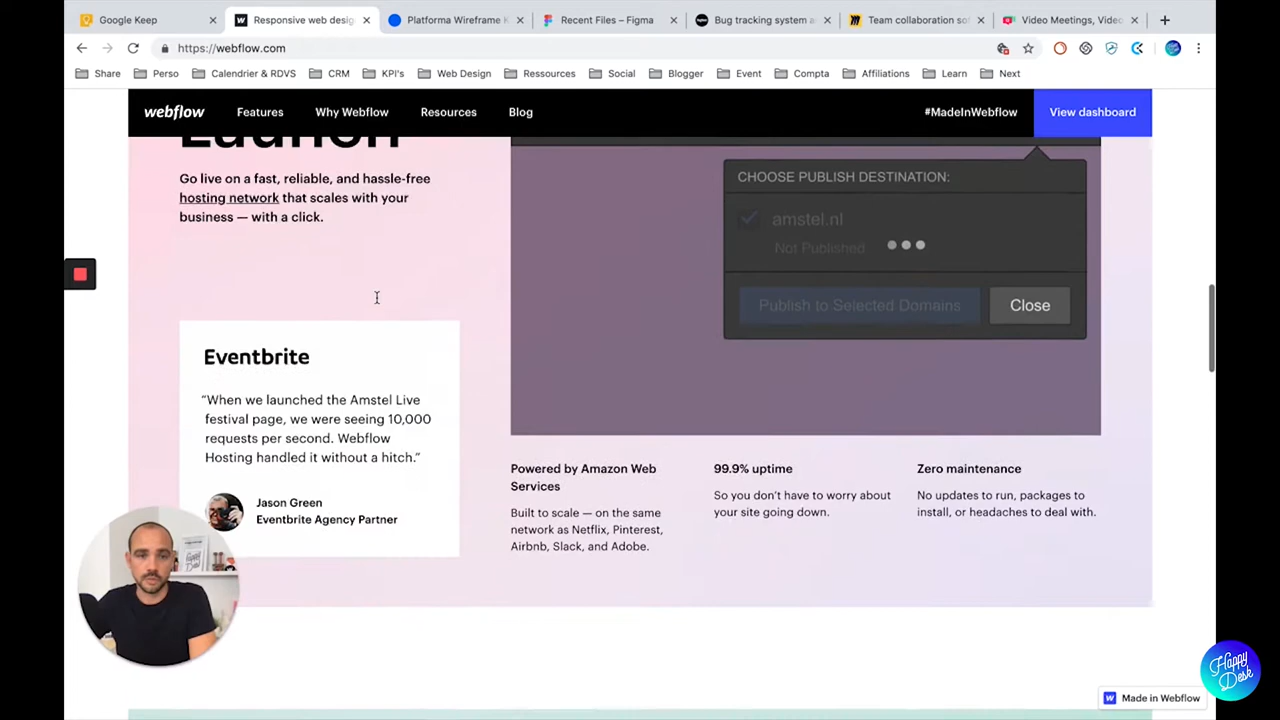 Google Keep
Responsive web desig
Platforma Wireframe K
Recent Files – Figma
Bug tracking system a
Team collaboration so
Video Meetings, Video
https://webflow.com
Share
Perso
Calendrier & RDVS
CRM
KPI's
Web Design
Ressources
Social
Blogger
Event
Compta
Affiliations
Learn
Next
webflow
Features
Why Webflow
Resources
Blog
#MadeInWebflow
View dashboard
Launch
Go live on a fast, reliable, and hassle-free
hosting network that scales with your
business — with a click.
CHOOSE PUBLISH DESTINATION:
amstel.nl
Not Published
Publish to Selected Domains
Close
Eventbrite
“When we launched the Amstel Live
festival page, we were seeing 10,000
requests per second. Webflow
Hosting handled it without a hitch.”
Jason Green
Eventbrite Agency Partner
Powered by Amazon Web
Services
Built to scale — on the same
network as Netflix, Pinterest,
Airbnb, Slack, and Adobe.
99.9% uptime
So you don’t have to worry about
your site going down.
Zero maintenance
No updates to run, packages to
install, or headaches to deal with.
Happy
Desk
Made in Webflow